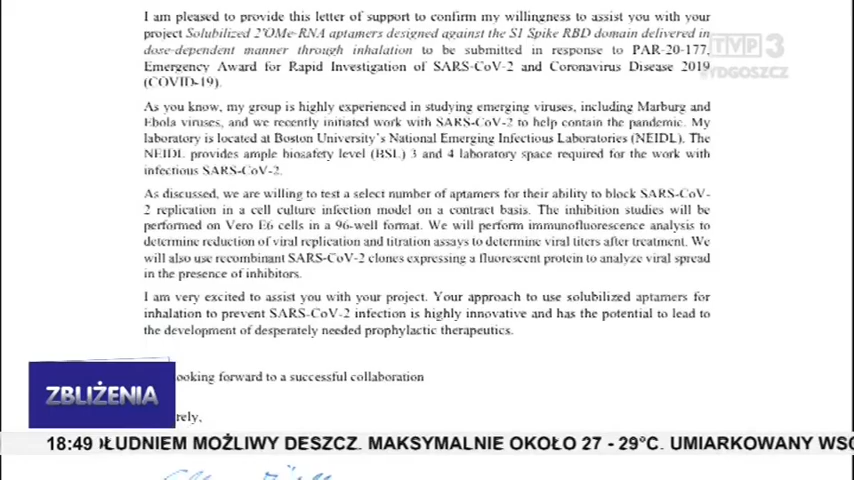 I am pleased to provide this letter of support to confirm my willingness to assist you with your
project Solubilized 2'OMe-RNA aptamers designed against the S1 Spike RBD domain delivered in
dose-dependent manner through inhalation to be submitted in response to PAR-20-177,
Emergency Award for Rapid Investigation of SARS-CoV-2 and Coronavirus Disease 2019
(COVID-19).
TVP 3
BYDGOSZCZ
As you know, my group is highly experienced in studying emerging viruses, including Marburg and
Ebola viruses, and we recently initiated work with SARS-CoV-2 to help contain the pandemic. My
laboratory is located at Boston University's National Emerging Infectious Laboratories (NEIDL). The
NEIDL provides ample biosafety level (BSL) 3 and 4 laboratory space required for the work with
infectious SARS-CoV-2.
As discussed, we are willing to test a select number of aptamers for their ability to block SARS-CoV-
2 replication in a cell culture infection model on a contract basis. The inhibition studies will be
performed on Vero E6 cells in a 96-well format. We will perform immunofluorescence analysis to
determine reduction of viral replication and titration assays to determine viral titers after treatment. We
will also use recombinant SARS-CoV-2 clones expressing a fluorescent protein to analyze viral spread
in the presence of inhibitors.
I am very excited to assist you with your project. Your approach to use solubilized aptamers for
inhalation to prevent SARS-CoV-2 infection is highly innovative and has the potential to lead to
the development of desperately needed prophylactic therapeutics.
ooking forward to a successful collaboration
rely,
ZBLIŻENIA
18:49 OŁUDNIEM MOŻLIWY DESZCZ. MAKSYMALNIE OKOŁO 27 - 29°C. UMIARKOWANY WSC